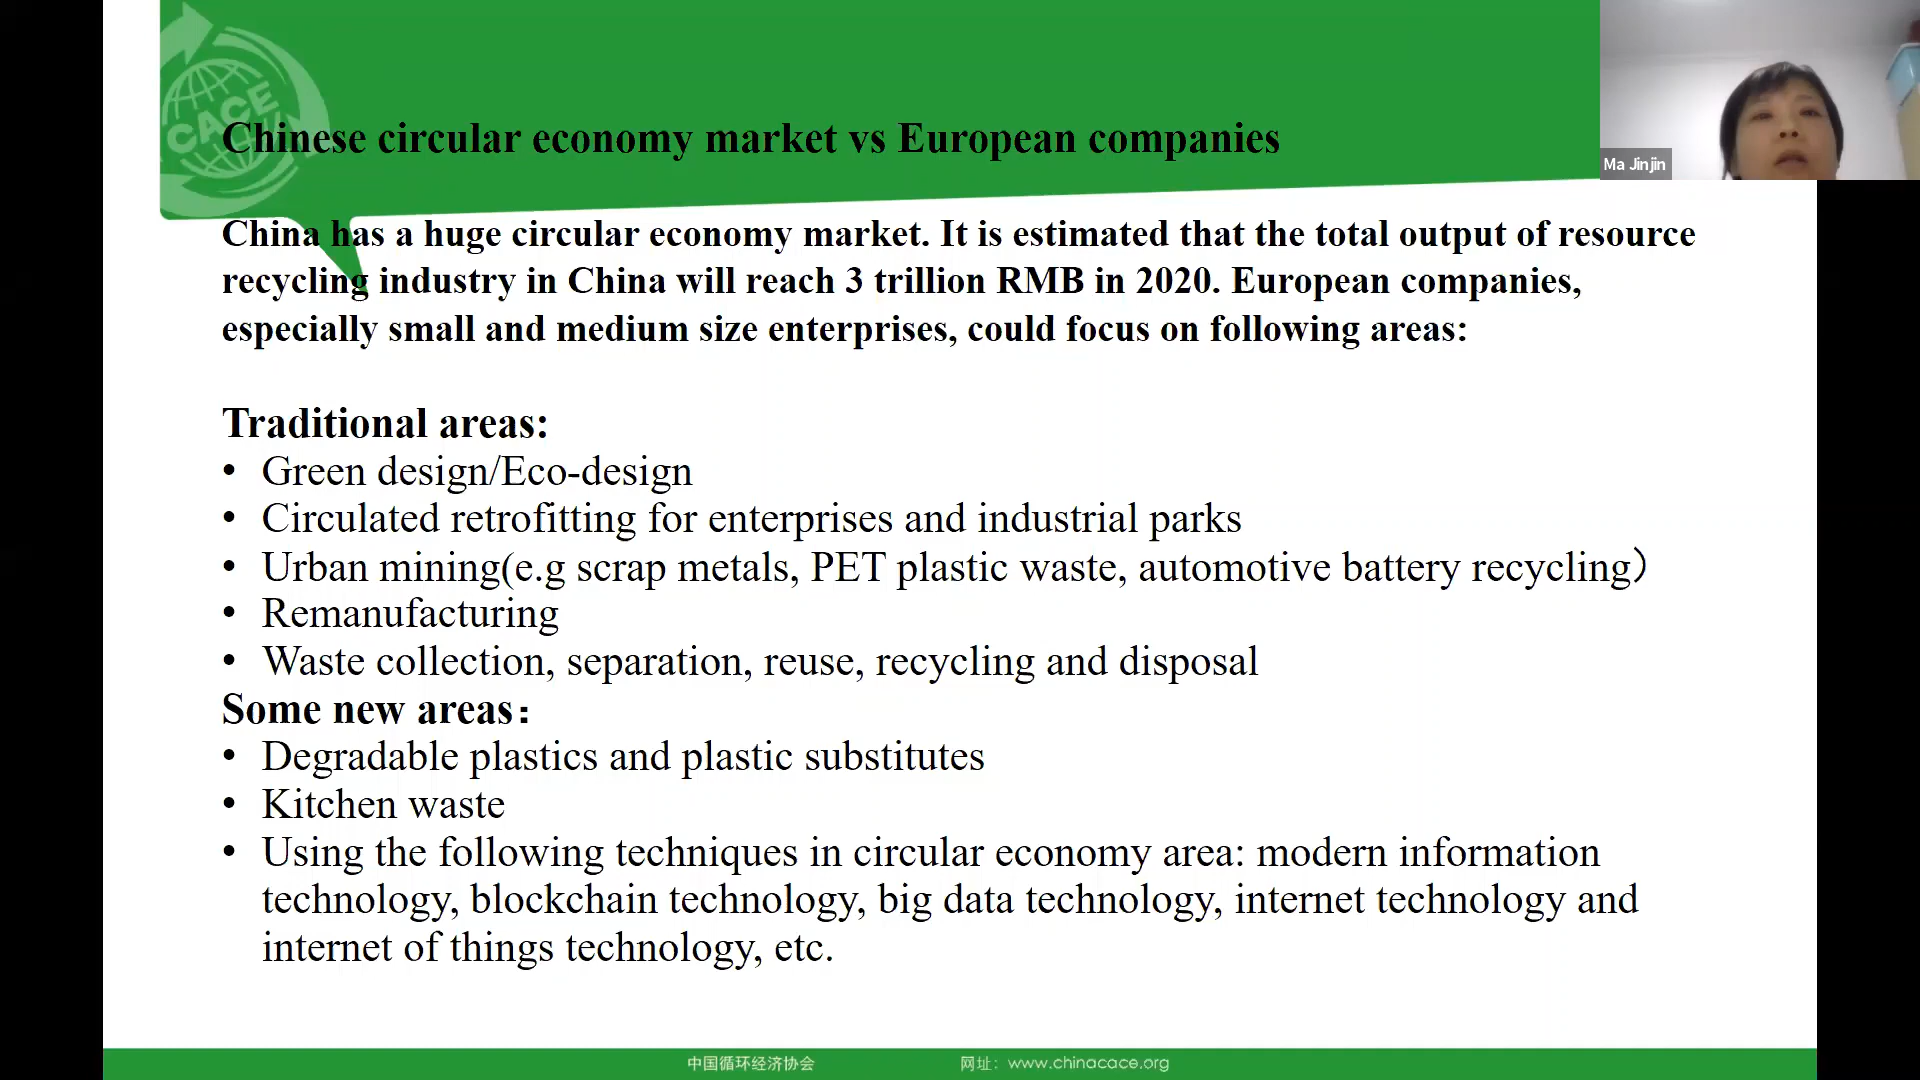 CACE
Chinese circular economy market vs European companies
Ma Jinjin
China has a huge circular economy market. It is estimated that the total output of resource
recycling industry in China will reach 3 trillion RMB in 2020. European companies,
especially small and medium size enterprises, could focus on following areas:
Traditional areas:
• Green design/Eco-design
• Circulated retrofitting for enterprises and industrial parks
• Urban mining(e.g scrap metals, PET plastic waste, automotive battery recycling）
• Remanufacturing
• Waste collection, separation, reuse, recycling and disposal
Some new areas：
• Degradable plastics and plastic substitutes
• Kitchen waste
• Using the following techniques in circular economy area: modern information
technology, blockchain technology, big data technology, internet technology and
internet of things technology, etc.
中国循环经济协会 网址：www.chinacace.org